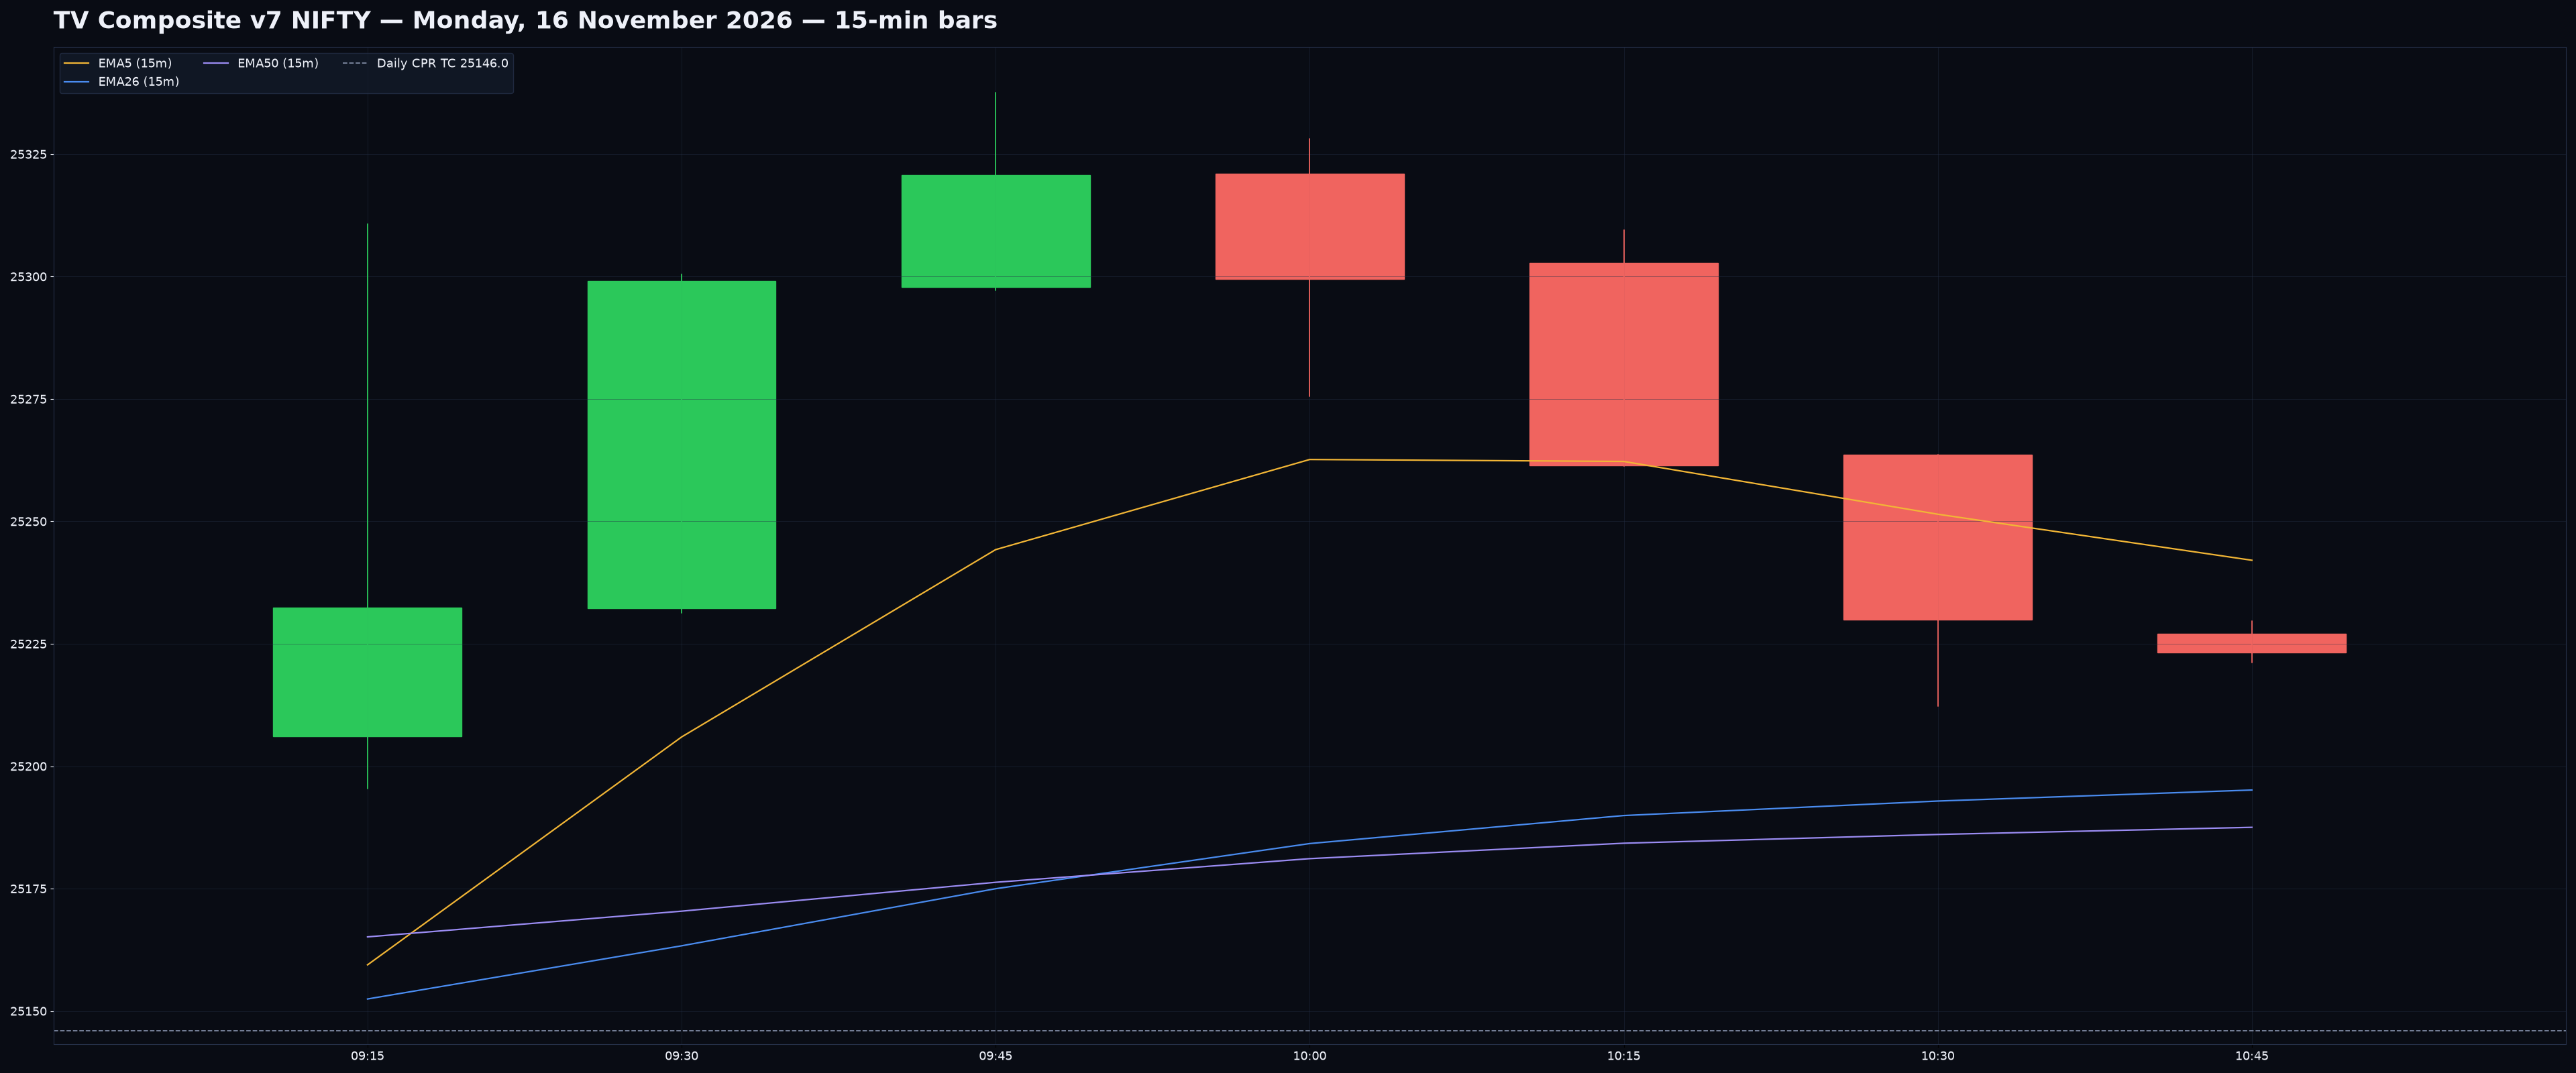 TV Composite v7 NIFTY — Monday, 16 November 2026 — 15-min bars
EMA5 (15m) EMA50 (15m) Daily CPR TC 25146.0
EMA26 (15m)
25325
25300
25275
25250
25225
25200
25175
25150
09:15 09:30 09:45 10:00 10:15 10:30 10:45